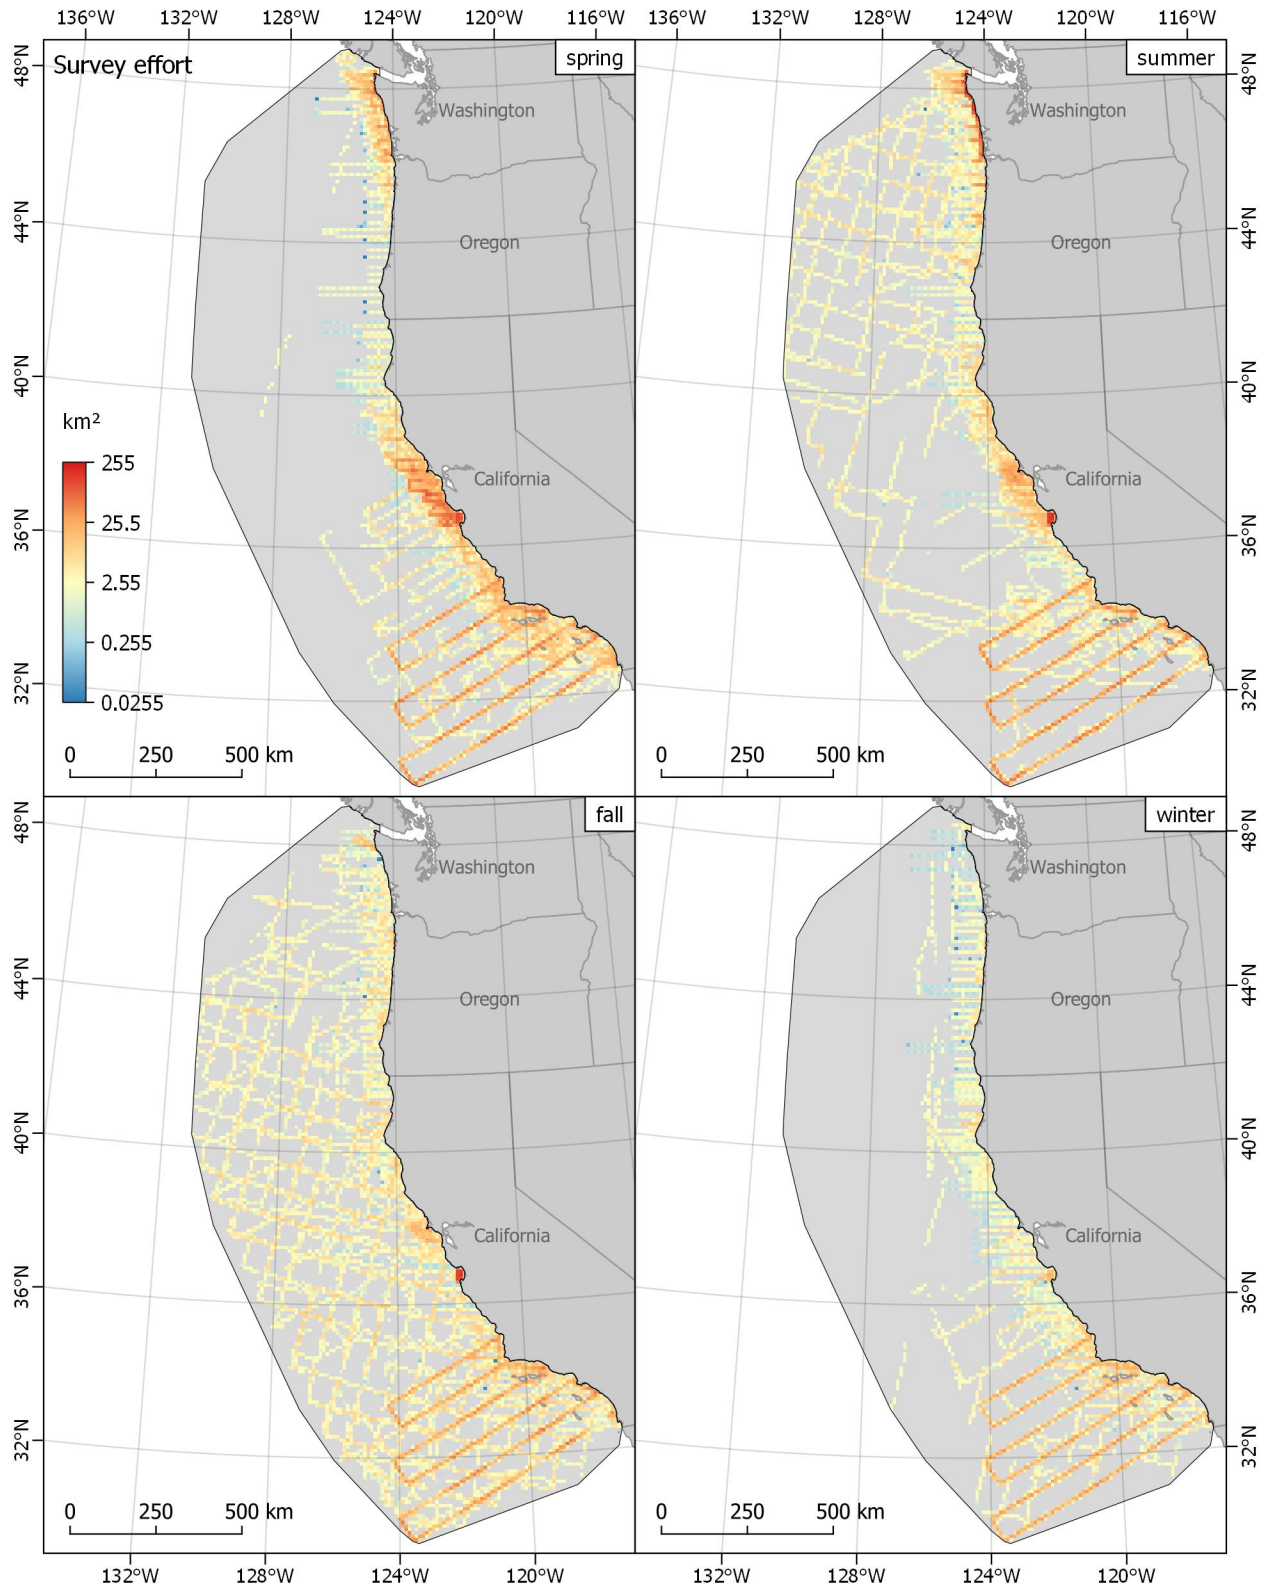 136°W 132°W 128°W 124°W 120°W 116°W 136°W 132°W 128°W 124°W 120°W 116°W
Survey effort
spring
summer
48°N
48°N
Washington
Washington
44°N
44°N
Oregon
Oregon
40°N
40°N
km²
255
25.5
2.55
0.255
0.0255
California
California
36°N
36°N
32°N
32°N
0 250 500 km
0 250 500 km
fall
winter
48°N
48°N
Washington
Washington
44°N
44°N
Oregon
Oregon
40°N
40°N
California
California
36°N
36°N
32°N
32°N
0 250 500 km
0 250 500 km
132°W 128°W 124°W 120°W 132°W 128°W 124°W 120°W